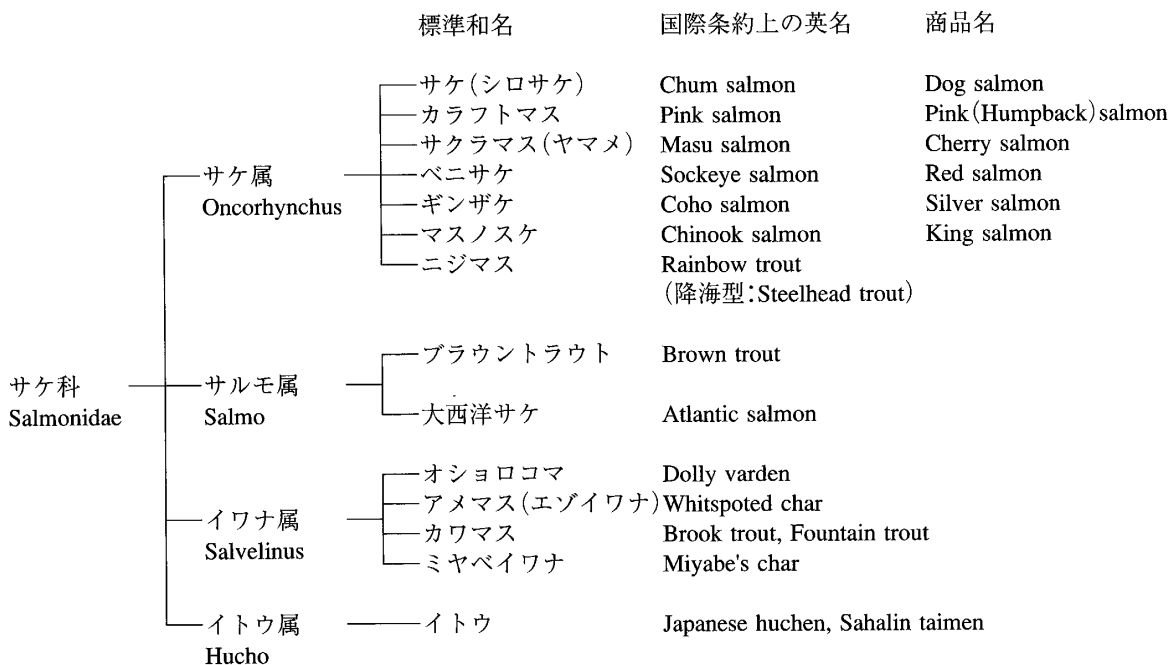 標準和名 国際条約上の英名 商品名
サケ(シロサケ) Chum salmon Dog salmon
カラフトマス Pink salmon Pink(Humpback)salmon
サクラマス(ヤマメ) Masu salmon Cherry salmon
サケ属 ベニサケ Sockeye salmon Red salmon
Oncorhynchus ギンザケ Coho salmon Silver salmon
マスノスケ Chinook salmon King salmon
ニジマス Rainbow trout
(降海型:Steelhead trout)
ブラウントラウト Brown trout
サケ科 サルモ属
Salmonidae Salmo 大西洋サケ Atlantic salmon
オショロコマ Dolly varden
アメマス(エゾイワナ) Whitspoted char
イワナ属 カワマス Brook trout, Fountain trout
Salvelinus ミヤベイワナ Miyabe's char
イトウ属 イトウ Japanese huchen, Sahalin taimen
Hucho